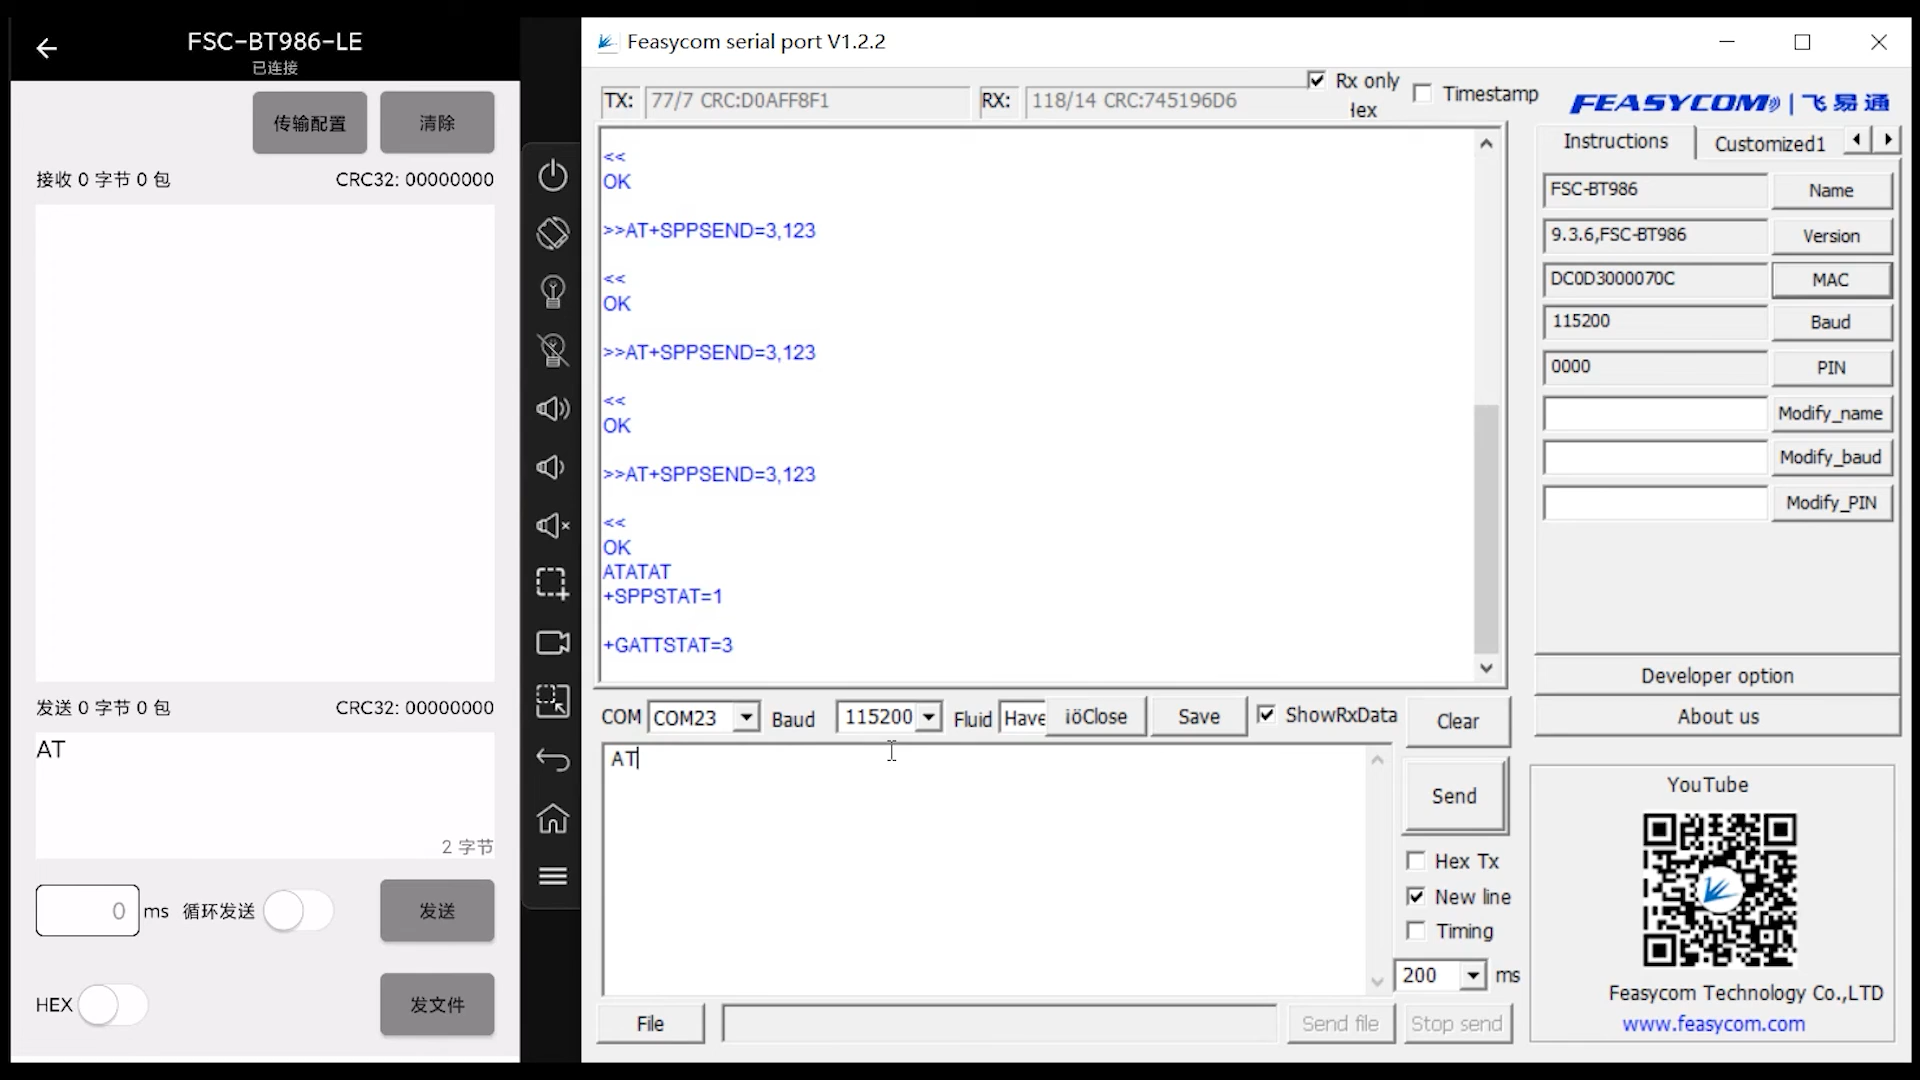 FSC-BT986-LE
已连接
传输配置
清除
接收 0 字节 0 包
CRC32: 00000000
发送 0 字节 0 包
CRC32: 00000000
AT
2 字节
0 ms 循环发送
发送
HEX
发文件
Feasycom serial port V1.2.2
TX: 77/7 CRC:D0AFF8F1
RX: 118/14 CRC:745196D6
Rx only
Timestamp
<<
OK
>>AT+SPPSEND=3,123
<<
OK
>>AT+SPPSEND=3,123
<<
OK
>>AT+SPPSEND=3,123
<<
OK
ATATAT
+SPPSTAT=1
+GATTSTAT=3
COM COM23 Baud 115200 Fluid Have Close Save ShowRxData Clear
AT
Send
Hex Tx
New line
Timing
200 ms
File
Send file
Stop send
FEASYCOM | 飞易通
Instructions
Customized1
FSC-BT986 Name
9.3.6,FSC-BT986 Version
DC0D3000070C MAC
115200 Baud
0000 PIN
Modify_name
Modify_baud
Modify_PIN
Developer option
About us
YouTube
Feasycom Technology Co.,LTD
www.feasycom.com